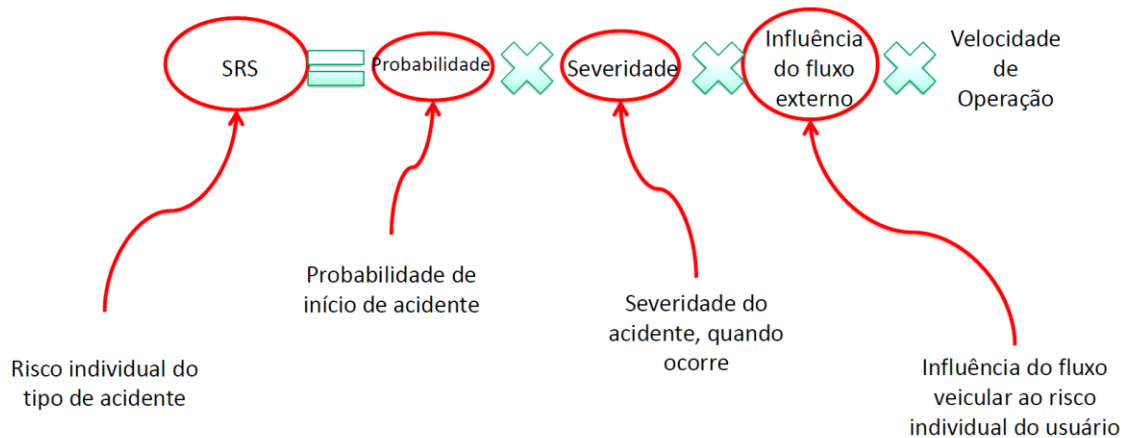 SRS
Probabilidade
Severidade
Influência
do fluxo
externo
Velocidade
de
Operação
Probabilidade de
início de acidente
Severidade do
acidente, quando
ocorre
Risco individual do
tipo de acidente
Influência do fluxo
veicular ao risco
individual do usuário